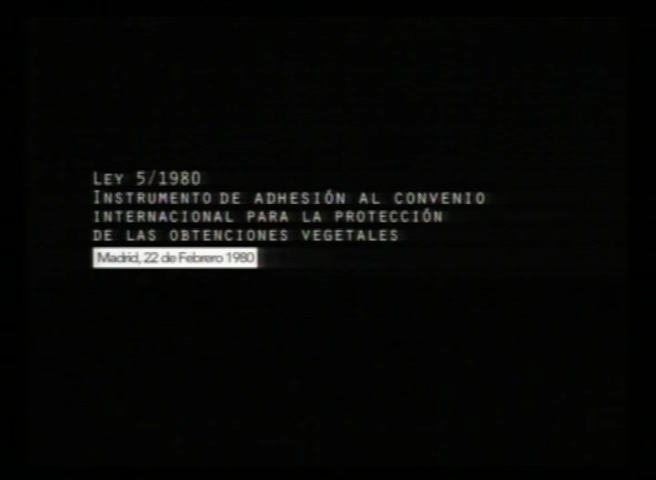 LEY 5/1980
INSTRUMENTO DE ADHESIÓN AL CONVENIO
INTERNACIONAL PARA LA PROTECCIÓN
DE LAS OBTENCIONES VEGETALES
Madrid, 22 de Febrero 1980